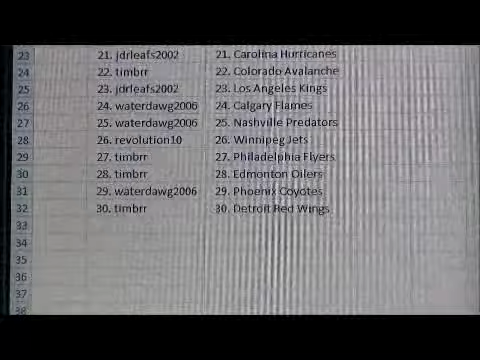 23 21. jdrleafs2002 21. Carolina Hurricanes
24 22. timbrr 22. Colorado Avalanche
25 23. jdrleafs2002 23. Los Angeles Kings
26 24. waterdawg2006 24. Calgary Flames
27 25. waterdawg2006 25. Nashville Predators
28 26. revolution10 26. Winnipeg Jets
29 27. timbrr 27. Philadelphia Flyers
30 28. timbrr 28. Edmonton Oilers
31 29. waterdawg2006 29. Phoenix Coyotes
32 30. timbrr 30. Detroit Red Wings
33
34
35
36
37
38